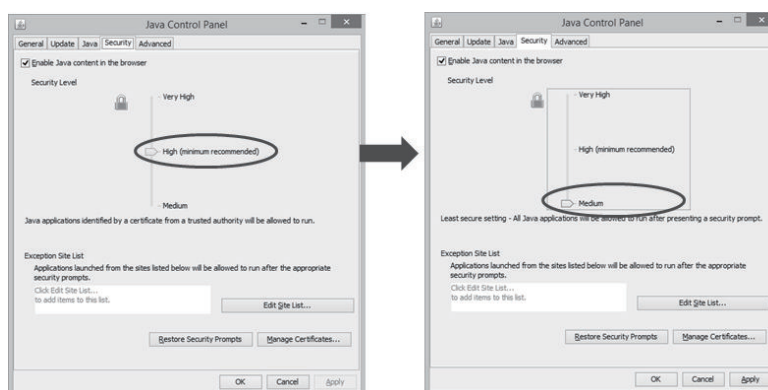 Java Control Panel
General Update Java Security Advanced
Enable Java content in the browser
Security Level
Very High
High (minimum recommended)
Medium
Java applications identified by a certificate from a trusted authority will be allowed to run.
Exception Site List
Applications launched from the sites listed below will be allowed to run after the appropriate
security prompts.
Click Edit Site List...
to add items to this list.
Edit Site List...
Restore Security Prompts Manage Certificates...
OK Cancel Apply
Java Control Panel
General Update Java Security Advanced
Enable Java content in the browser
Security Level
Very High
High (minimum recommended)
Medium
Least secure setting - All Java applications will be allowed to run after presenting a security prompt.
Exception Site List
Applications launched from the sites listed below will be allowed to run after the appropriate
security prompts.
Click Edit Site List...
to add items to this list.
Edit Site List...
Restore Security Prompts Manage Certificates...
OK Cancel Apply